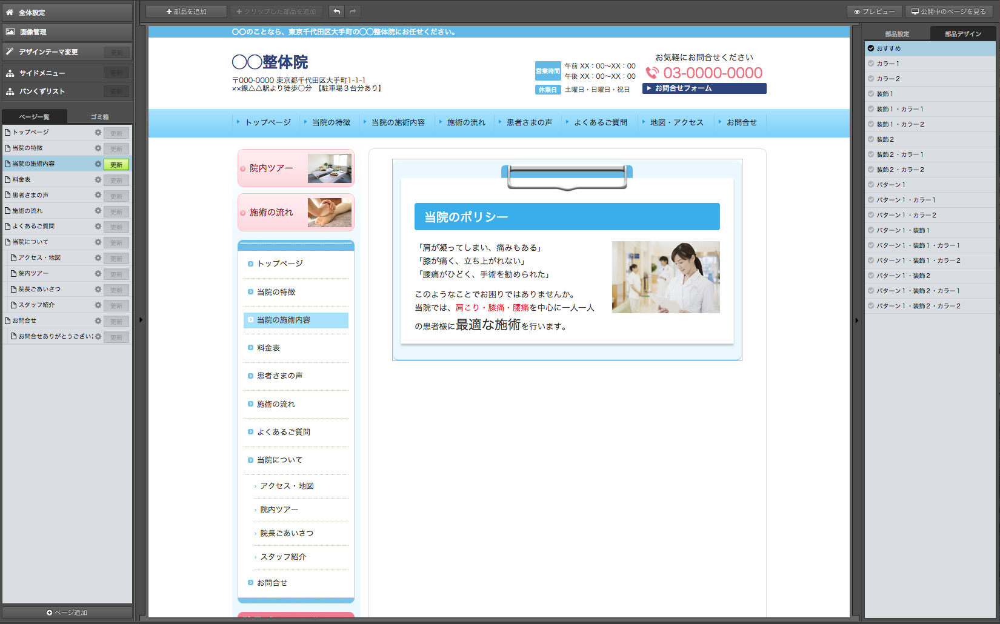 全体設定
画像管理
デザインテーマ変更 更新
サイドメニュー 更新
パンくずリスト 更新
ページ一覧 ゴミ箱
トップページ 更新
当院の特徴 更新
当院の施術内容 更新
料金表 更新
患者さまの声 更新
施術の流れ 更新
よくあるご質問 更新
当院について 更新
アクセス・地図 更新
院内ツアー 更新
院長ごあいさつ 更新
スタッフ紹介 更新
お問合せ 更新
お問合せありがとうござい 更新
ページ追加
部品を追加 クリップした部品を追加
プレビュー 公開中のページを見る
〇〇のことなら、東京千代田区大手町の〇〇整体院にお任せください。
〇〇整体院
〒000-0000 東京都千代田区大手町1-1-1
××線△△駅より徒歩〇分 【駐車場３台分あり】
営業時間
午前 XX：00〜XX：00
午後 XX：00〜XX：00
休業日 土曜日・日曜日・祝日
お気軽にお問合せください
03-0000-0000
お問合せフォーム
トップページ 当院の特徴 当院の施術内容 施術の流れ 患者さまの声 よくあるご質問 地図・アクセス お問合せ
院内ツアー
施術の流れ
トップページ
当院の特徴
当院の施術内容
料金表
患者さまの声
施術の流れ
よくあるご質問
当院について
アクセス・地図
院内ツアー
院長ごあいさつ
スタッフ紹介
お問合せ
当院のポリシー
「肩が凝ってしまい、痛みもある」
「膝が痛く、立ち上がれない」
「腰痛がひどく、手術を勧められた」
このようなことでお困りではありませんか。
当院では、肩こり・膝痛・腰痛を中心に一人一人
の患者様に最適な施術を行います。
部品設定 部品デザイン
おすすめ
カラー１
カラー２
装飾１
装飾１・カラー１
装飾１・カラー２
装飾２
装飾２・カラー１
装飾２・カラー２
パターン１
パターン１・カラー１
パターン１・カラー２
パターン１・装飾１
パターン１・装飾１・カラー１
パターン１・装飾１・カラー２
パターン１・装飾２
パターン１・装飾２・カラー１
パターン１・装飾２・カラー２